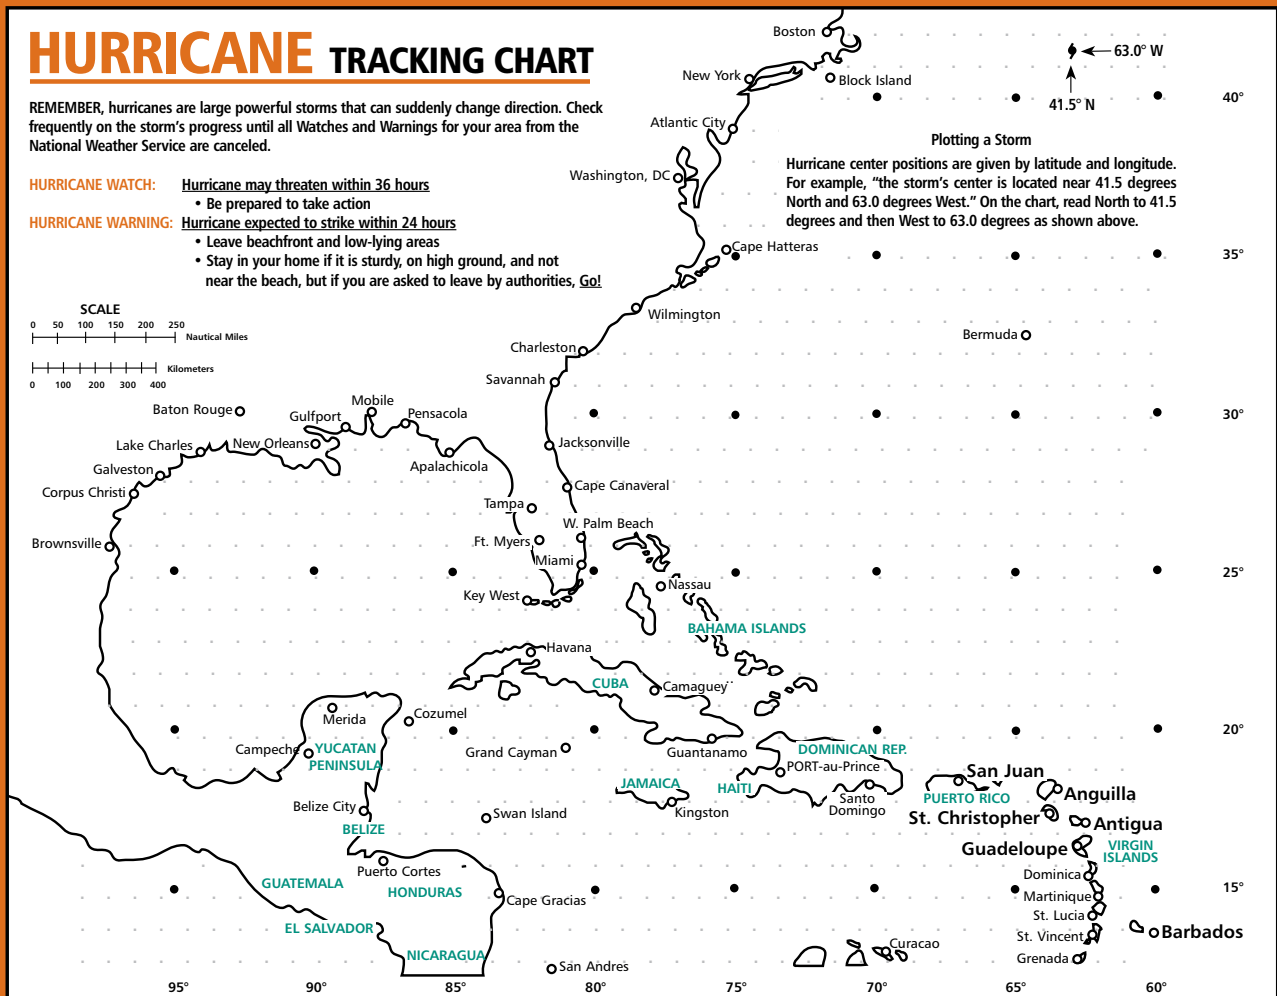 HURRICANE TRACKING CHART
REMEMBER, hurricanes are large powerful storms that can suddenly change direction. Check
frequently on the storm's progress until all Watches and Warnings for your area from the
National Weather Service are canceled.
HURRICANE WATCH: Hurricane may threaten within 36 hours
• Be prepared to take action
HURRICANE WARNING: Hurricane expected to strike within 24 hours
• Leave beachfront and low-lying areas
• Stay in your home if it is sturdy, on high ground, and not
near the beach, but if you are asked to leave by authorities, Go!
SCALE
0 50 100 150 200 250
Nautical Miles
Kilometers
0 100 200 300 400
63.0° W
41.5° N
Plotting a Storm
Hurricane center positions are given by latitude and longitude.
For example, “the storm's center is located near 41.5 degrees
North and 63.0 degrees West.” On the chart, read North to 41.5
degrees and then West to 63.0 degrees as shown above.
Boston
New York
Block Island
40°
Atlantic City
Washington, DC
Cape Hatteras
35°
Wilmington
Bermuda
Charleston
Savannah
Baton Rouge
Mobile
Gulfport
Pensacola
30°
Lake Charles
New Orleans
Jacksonville
Apalachicola
Galveston
Corpus Christi
Cape Canaveral
Tampa
W. Palm Beach
Brownsville
Ft. Myers
Miami
25°
Key West
Nassau
BAHAMA ISLANDS
Havana
CUBA
Camaguey
Merida
Cozumel
20°
Campeche
YUCATAN
PENINSULA
Grand Cayman
Guantanamo
DOMINICAN REP.
PORT-au-Prince
San Juan
JAMAICA
HAITI
PUERTO RICO
Anguilla
Santo
Domingo
Belize City
Swan Island
Kingston
St. Christopher
Antigua
BELIZE
Guadeloupe
VIRGIN
ISLANDS
Puerto Cortes
Dominica
GUATEMALA
HONDURAS
15°
Cape Gracias
Martinique
St. Lucia
EL SALVADOR
St. Vincent
Barbados
Curacao
NICARAGUA
San Andres
Grenada
95° 90° 85° 80° 75° 70° 65° 60°